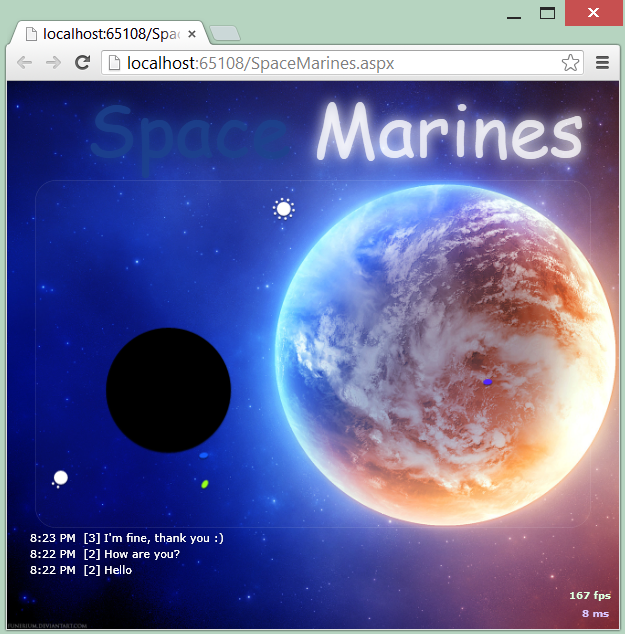 localhost:65108/Spac
localhost:65108/SpaceMarines.aspx
Space Marines
8:23 PM [3] I'm fine, thank you :)
8:22 PM [2] How are you?
8:22 PM [2] Hello
167 fps
8 ms